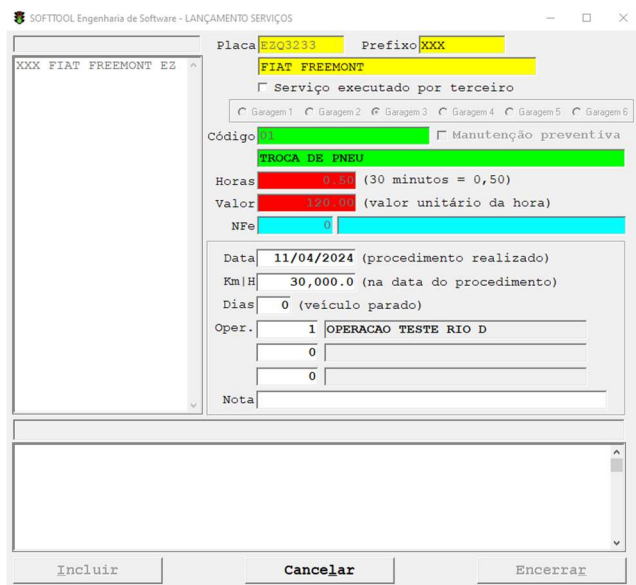 SOFTTOOL Engenharia de Software - LANÇAMENTO SERVIÇOS
Placa EZQ3233 Prefixo XXX
XXX FIAT FREEMONT EZ
FIAT FREEMONT
Serviço executado por terceiro
Garagem 1 Garagem 2 Garagem 3 Garagem 4 Garagem 5 Garagem 6
Código 01 Manutenção preventiva
TROCA DE PNEU
Horas 0.50 (30 minutos = 0,50)
Valor 120.00 (valor unitário da hora)
NFe 0
Data 11/04/2024 (procedimento realizado)
Km|H 30,000.0 (na data do procedimento)
Dias 0 (veículo parado)
Oper. 1 OPERACAO TESTE RIO D
0
0
Nota
Incluir Cancelar Encerrar